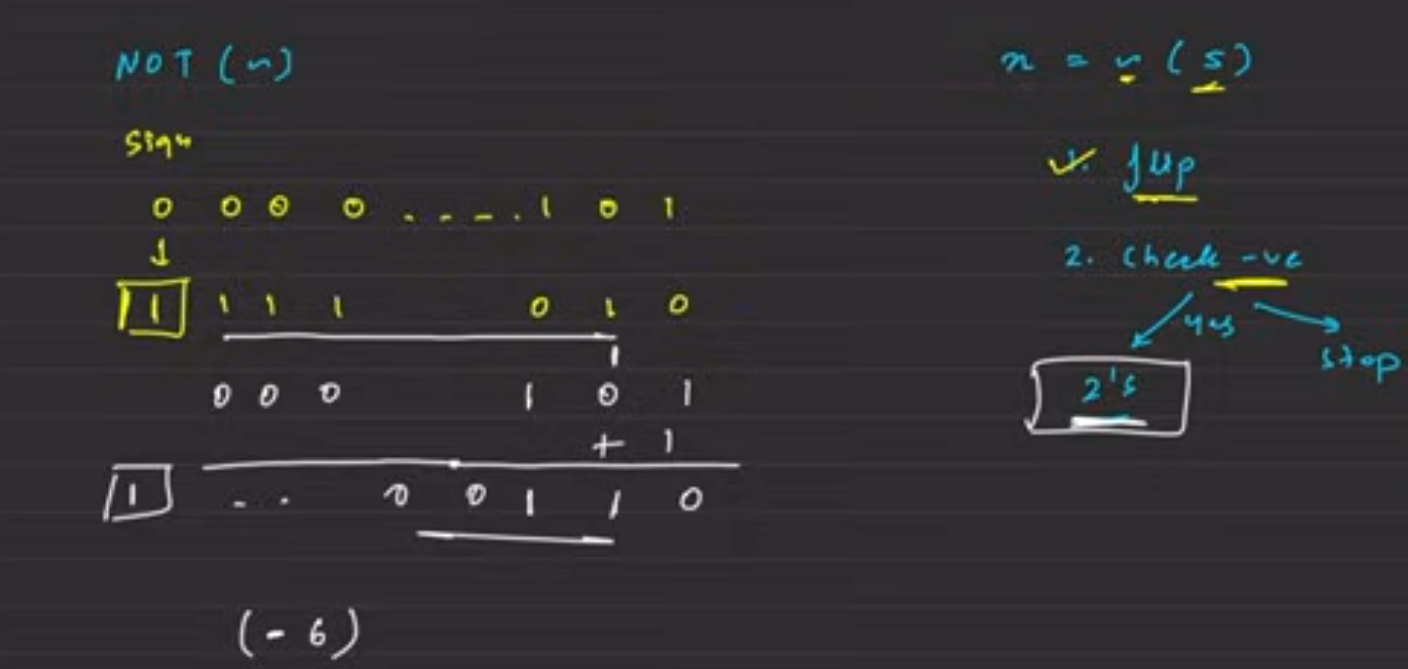 NOT (~)
x = ~ (5)
Sign
1. flip
0 0 0 0 . - - - . 1 0 1
↓
2. Check -ve
1 1 1 1 0 1 0
yes
stop
1
0 0 0 1 0 1
2's
+ 1
1 . . 0 0 1 1 0
(- 6)